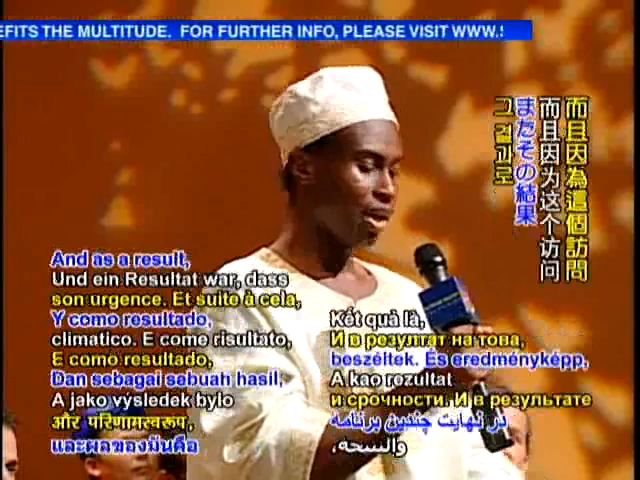 EFITS THE MULTITUDE. FOR FURTHER INFO, PLEASE VISIT WWW.
而且因為這個訪問
而且因为这个访问
またその結果
그 결과로
And as a result,
Und ein Resultat war, dass
son urgence. Et suite à cela,
Y como resultado,
climatico. E come risultato,
E como resultado,
Dan sebagai sebuah hasil,
A jako výsledek bylo
और परिणामस्वरूप,
และผลของมันคือ
Kết quả là,
И в резултат на това,
beszéltek. És eredményképp,
A kao rezultat
и срочности. И в результате
در نهایت چندین برنامه
والنتيجة،